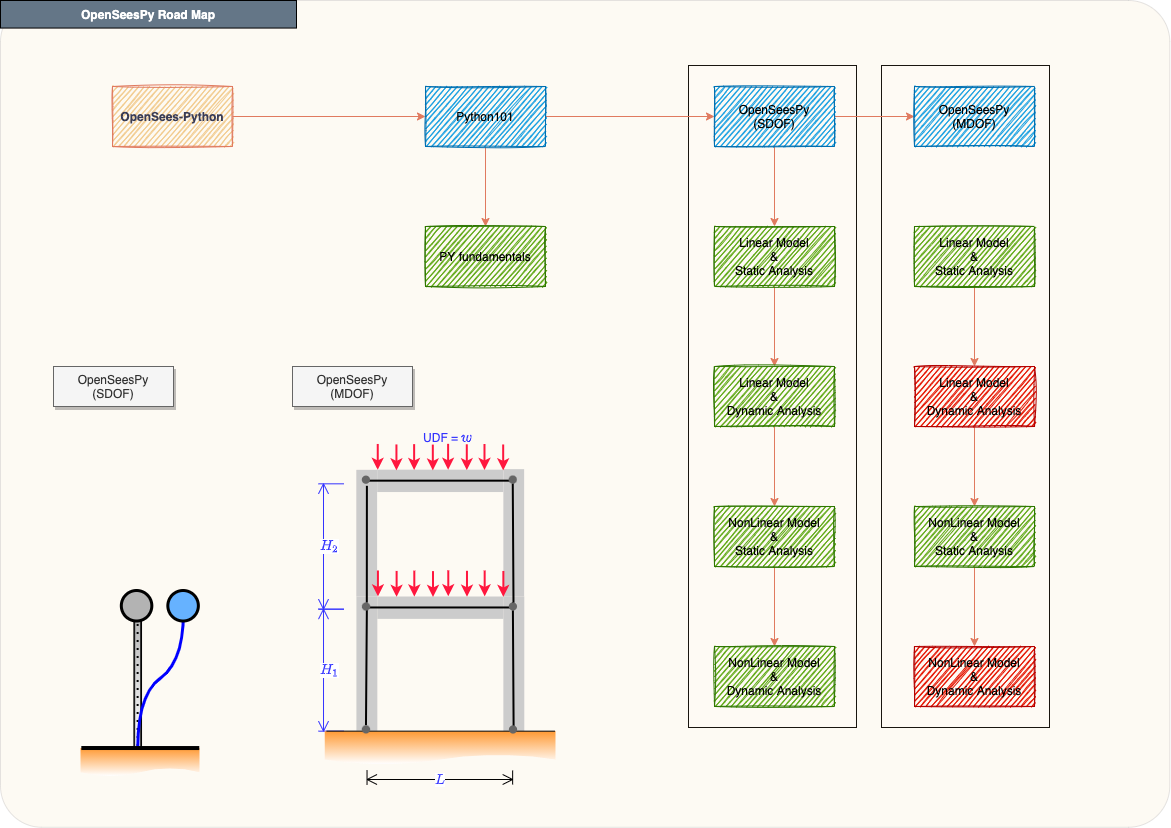 OpenSeesPy Road Map
OpenSees-Python
Python101
OpenSeesPy
(SDOF)
OpenSeesPy
(MDOF)
PY fundamentals
Linear Model
&
Static Analysis
Linear Model
&
Static Analysis
Linear Model
&
Dynamic Analysis
Linear Model
&
Dynamic Analysis
NonLinear Model
&
Static Analysis
NonLinear Model
&
Static Analysis
NonLinear Model
&
Dynamic Analysis
NonLinear Model
&
Dynamic Analysis
OpenSeesPy
(SDOF)
OpenSeesPy
(MDOF)
UDF = w
H₂
H₁
L